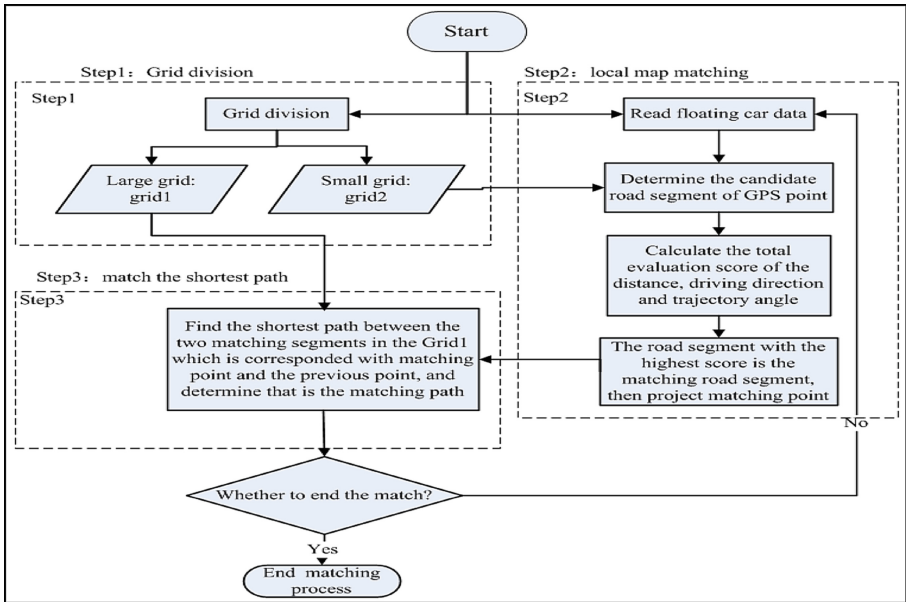 Start
Step1：Grid division
Step1
Grid division
Large grid:
grid1
Small grid:
grid2
Step2：local map matching
Step2
Read floating car data
Determine the candidate
road segment of GPS point
Calculate the total
evaluation score of the
distance, driving direction
and trajectory angle
The road segment with the
highest score is the
matching road segment,
then project matching point
Step3：match the shortest path
Step3
Find the shortest path between the
two matching segments in the Grid1
which is corresponded with matching
point and the previous point, and
determine that is the matching path
No
Whether to end the match?
Yes
End matching
process